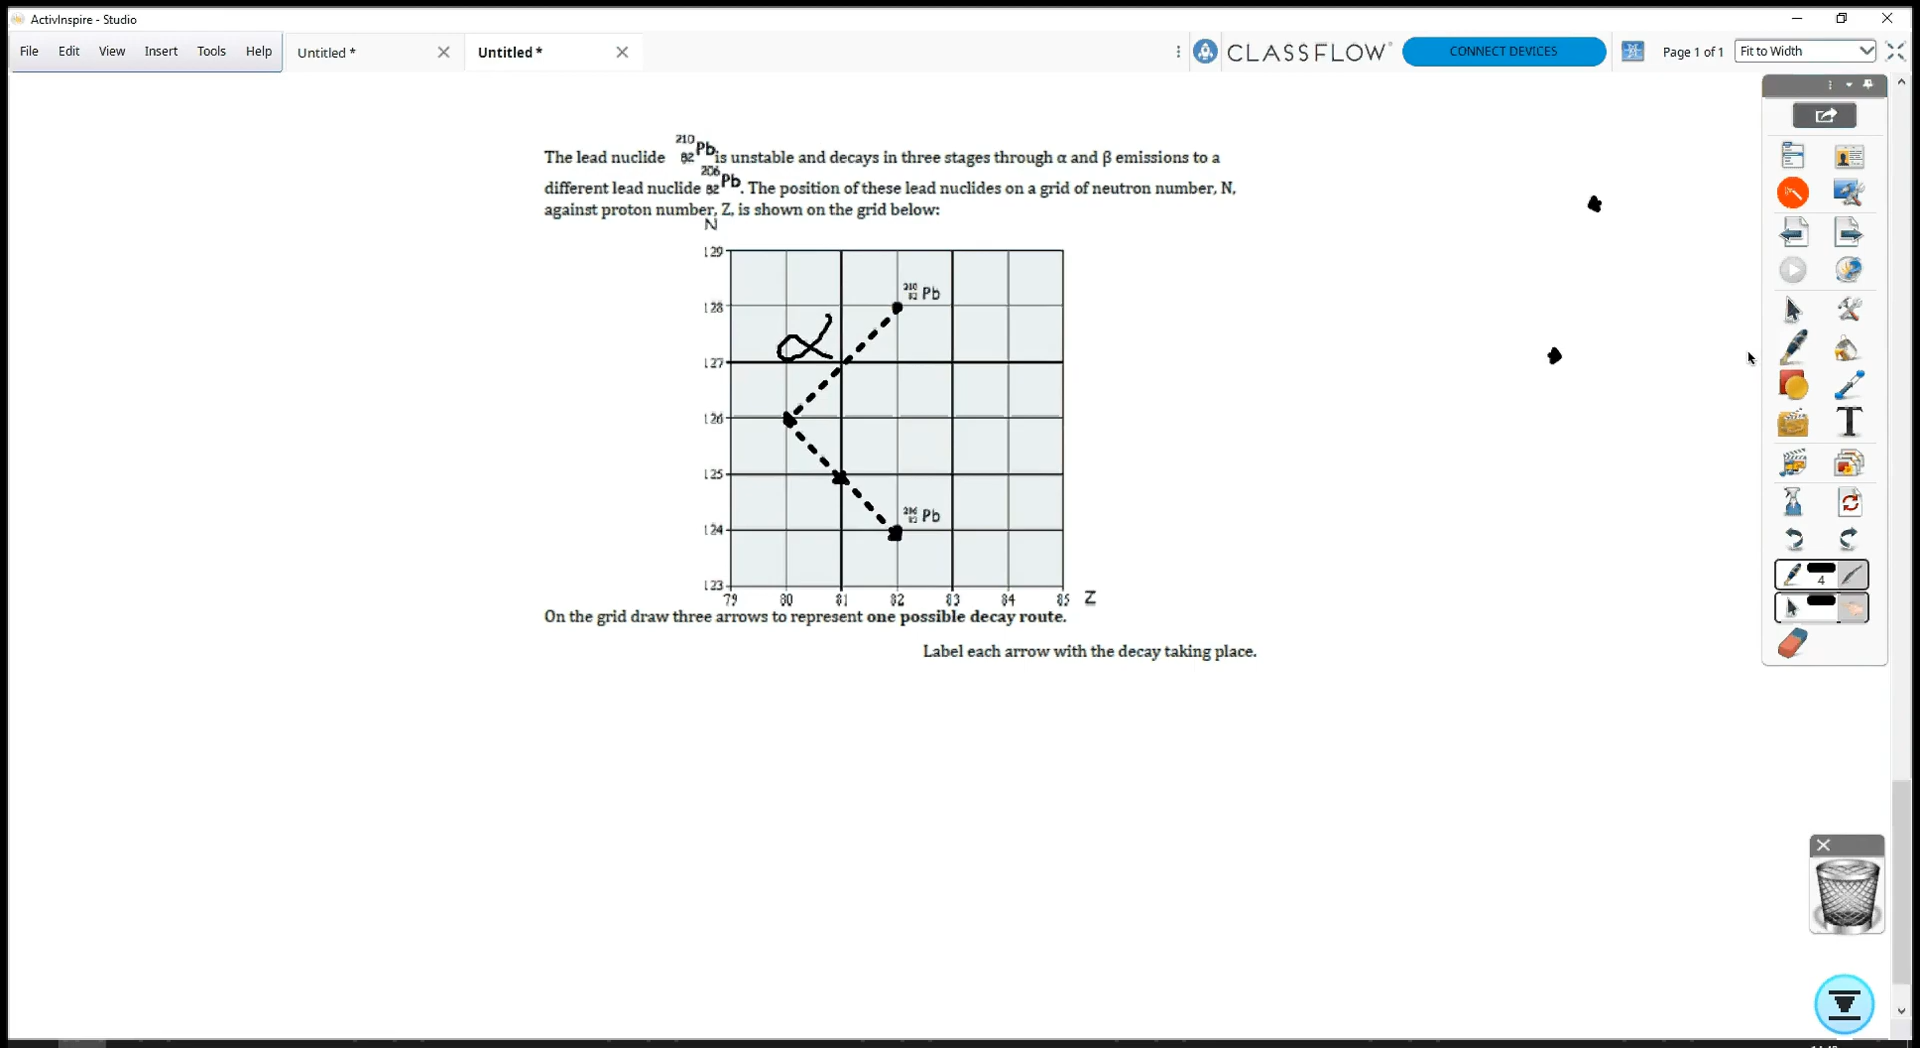 ActivInspire - Studio
File Edit View Insert Tools Help Untitled * Untitled * CLASSFLOW CONNECT DEVICES Page 1 of 1 Fit to Width
The lead nuclide 210 82 Pb is unstable and decays in three stages through α and β emissions to a
different lead nuclide 206 82 Pb. The position of these lead nuclides on a grid of neutron number, N,
against proton number, Z, is shown on the grid below:
N
129
210 82 Pb
128
α
127
126
125
206 82 Pb
124
123
79 80 81 82 83 84 85 Z
On the grid draw three arrows to represent one possible decay route.
Label each arrow with the decay taking place.
T
4